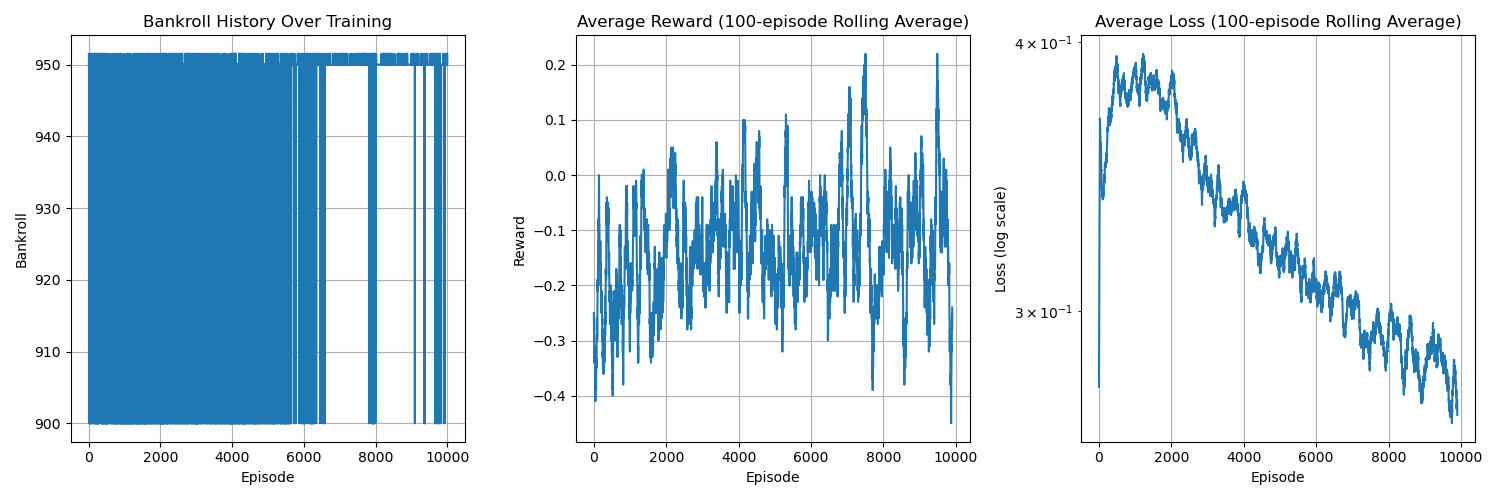 Bankroll History Over Training
950
940
930
920
910
900
Bankroll
0
2000
4000
6000
8000
10000
Episode
Average Reward (100-episode Rolling Average)
0.2
0.1
0.0
−0.1
−0.2
−0.3
−0.4
Reward
0
2000
4000
6000
8000
10000
Episode
Average Loss (100-episode Rolling Average)
4 × 10⁻¹
3 × 10⁻¹
Loss (log scale)
0
2000
4000
6000
8000
10000
Episode